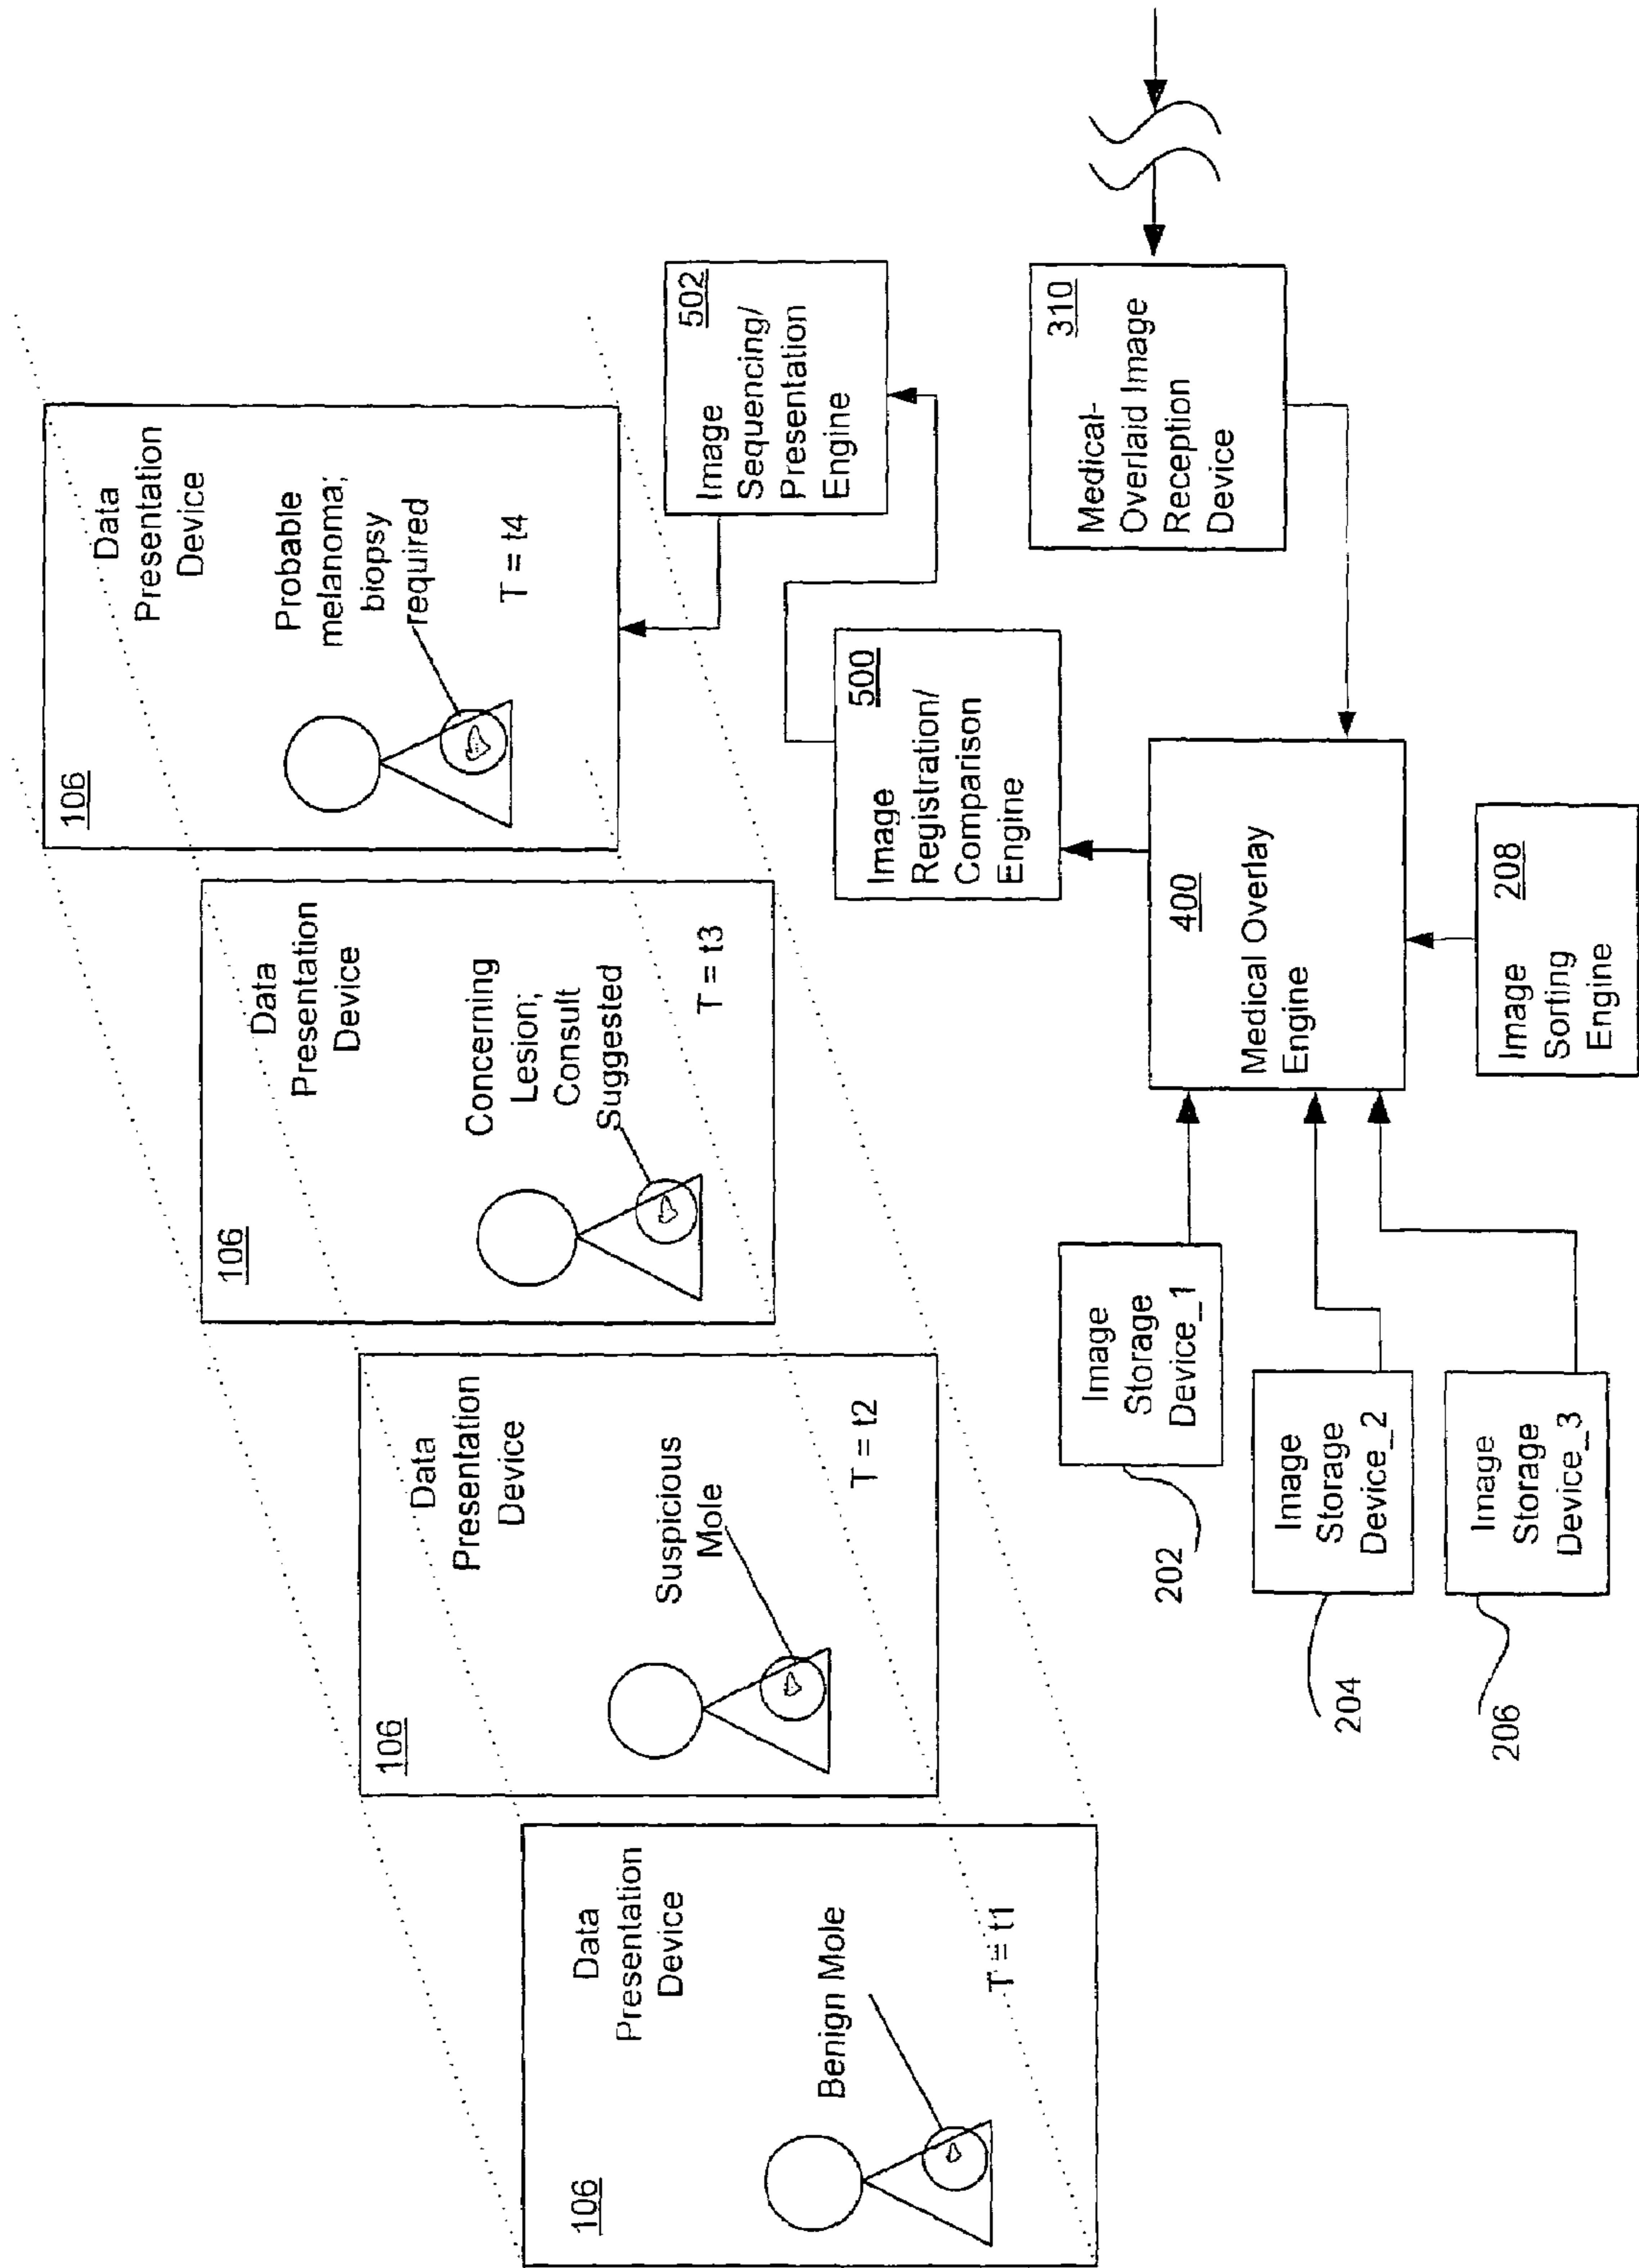 106
Data
Presentation
Device
Benign Mole
T = t1
106
Data
Presentation
Device
Suspicious
Mole
T = t2
106
Data
Presentation
Device
Concerning
Lesion;
Consult
Suggested
T = t3
106
Data
Presentation
Device
Probable
melanoma;
biopsy
required
T = t4
502
Image
Sequencing/
Presentation
Engine
500
Image
Registration/
Comparison
Engine
310
Medical-
Overlaid Image
Reception
Device
400
Medical Overlay
Engine
208
Image
Sorting
Engine
Image
Storage
Device_1
202
Image
Storage
Device_2
204
Image
Storage
Device_3
206